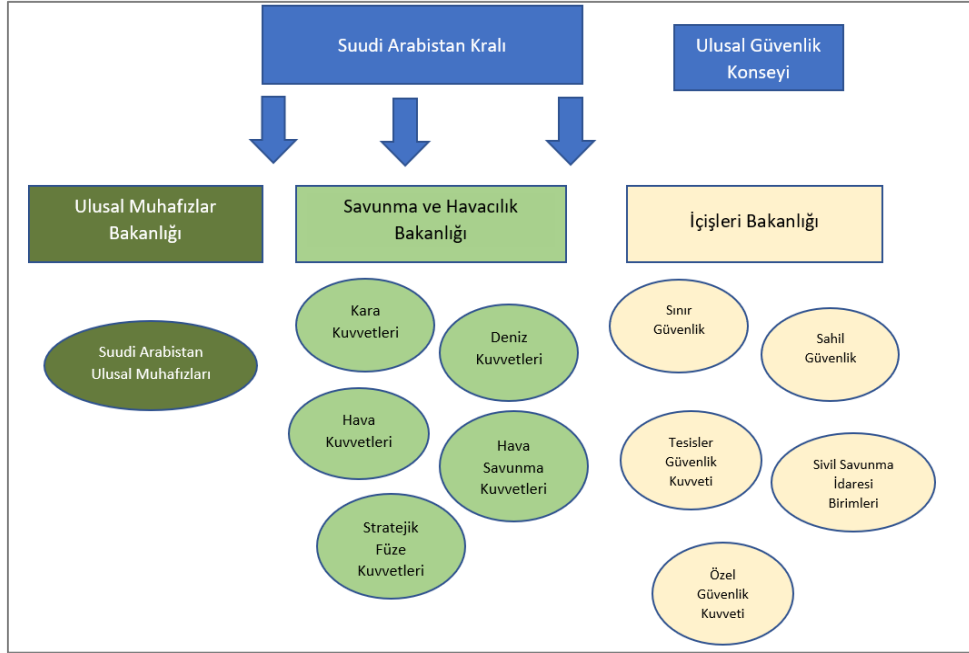 Suudi Arabistan Kralı
Ulusal Güvenlik
Konseyi
Ulusal Muhafızlar
Bakanlığı
Savunma ve Havacılık
Bakanlığı
İçişleri Bakanlığı
Suudi Arabistan
Ulusal Muhafızları
Kara
Kuvvetleri
Deniz
Kuvvetleri
Hava
Kuvvetleri
Hava
Savunma
Kuvvetleri
Stratejik
Füze
Kuvvetleri
Sınır
Güvenlik
Sahil
Güvenlik
Tesisler
Güvenlik
Kuvveti
Sivil Savunma
İdaresi
Birimleri
Özel
Güvenlik
Kuvveti